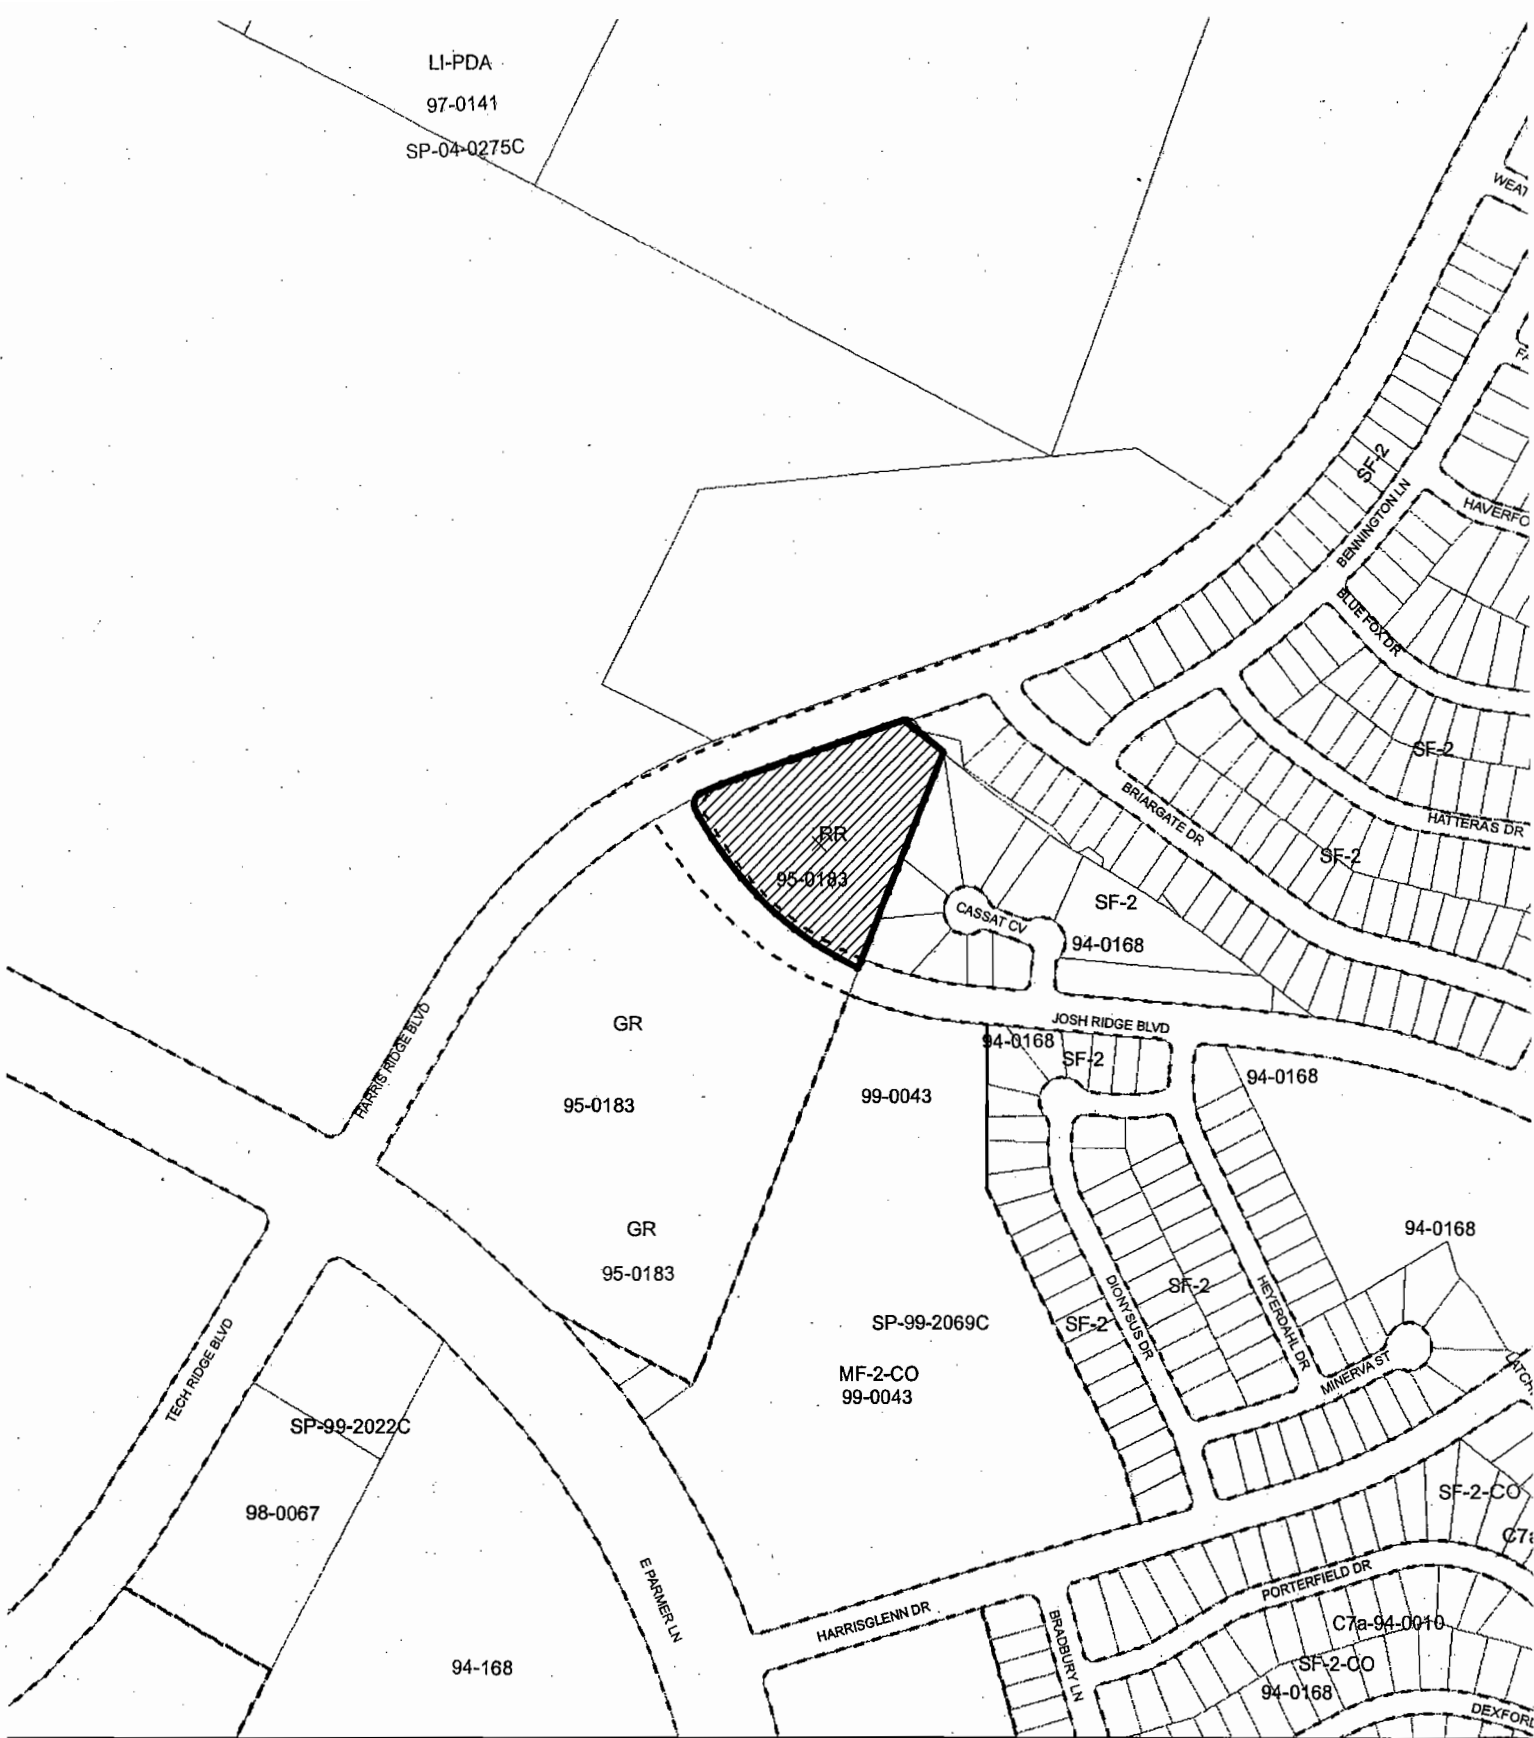 LI-PDA
97-0141
SP-04-0275C
SF-2
BENNINGTON LN
BLUE FOX DR
SF-2
HATTERAS DR
BRIARGATE DR
SF-2
RR
95-0183
SF-2
CASSAT CV
94-0168
HARRIS RIDGE BLVD
GR
JOSH RIDGE BLVD
94-0168
SF-2
94-0168
95-0183
99-0043
GR
94-0168
95-0183
SF-2
DIONYSUS DR
HEYERDAHL DR
SP-99-2069C
SF-2
MF-2-CO
99-0043
MINERVA ST
TECH RIDGE BLVD
SP-99-2022C
98-0067
SF-2-CO
E PARMER LN
PORTERFIELD DR
HARRISGLENN DR
BRADBURY LN
C7a-94-0010
SF-2-CO
94-0168
94-168